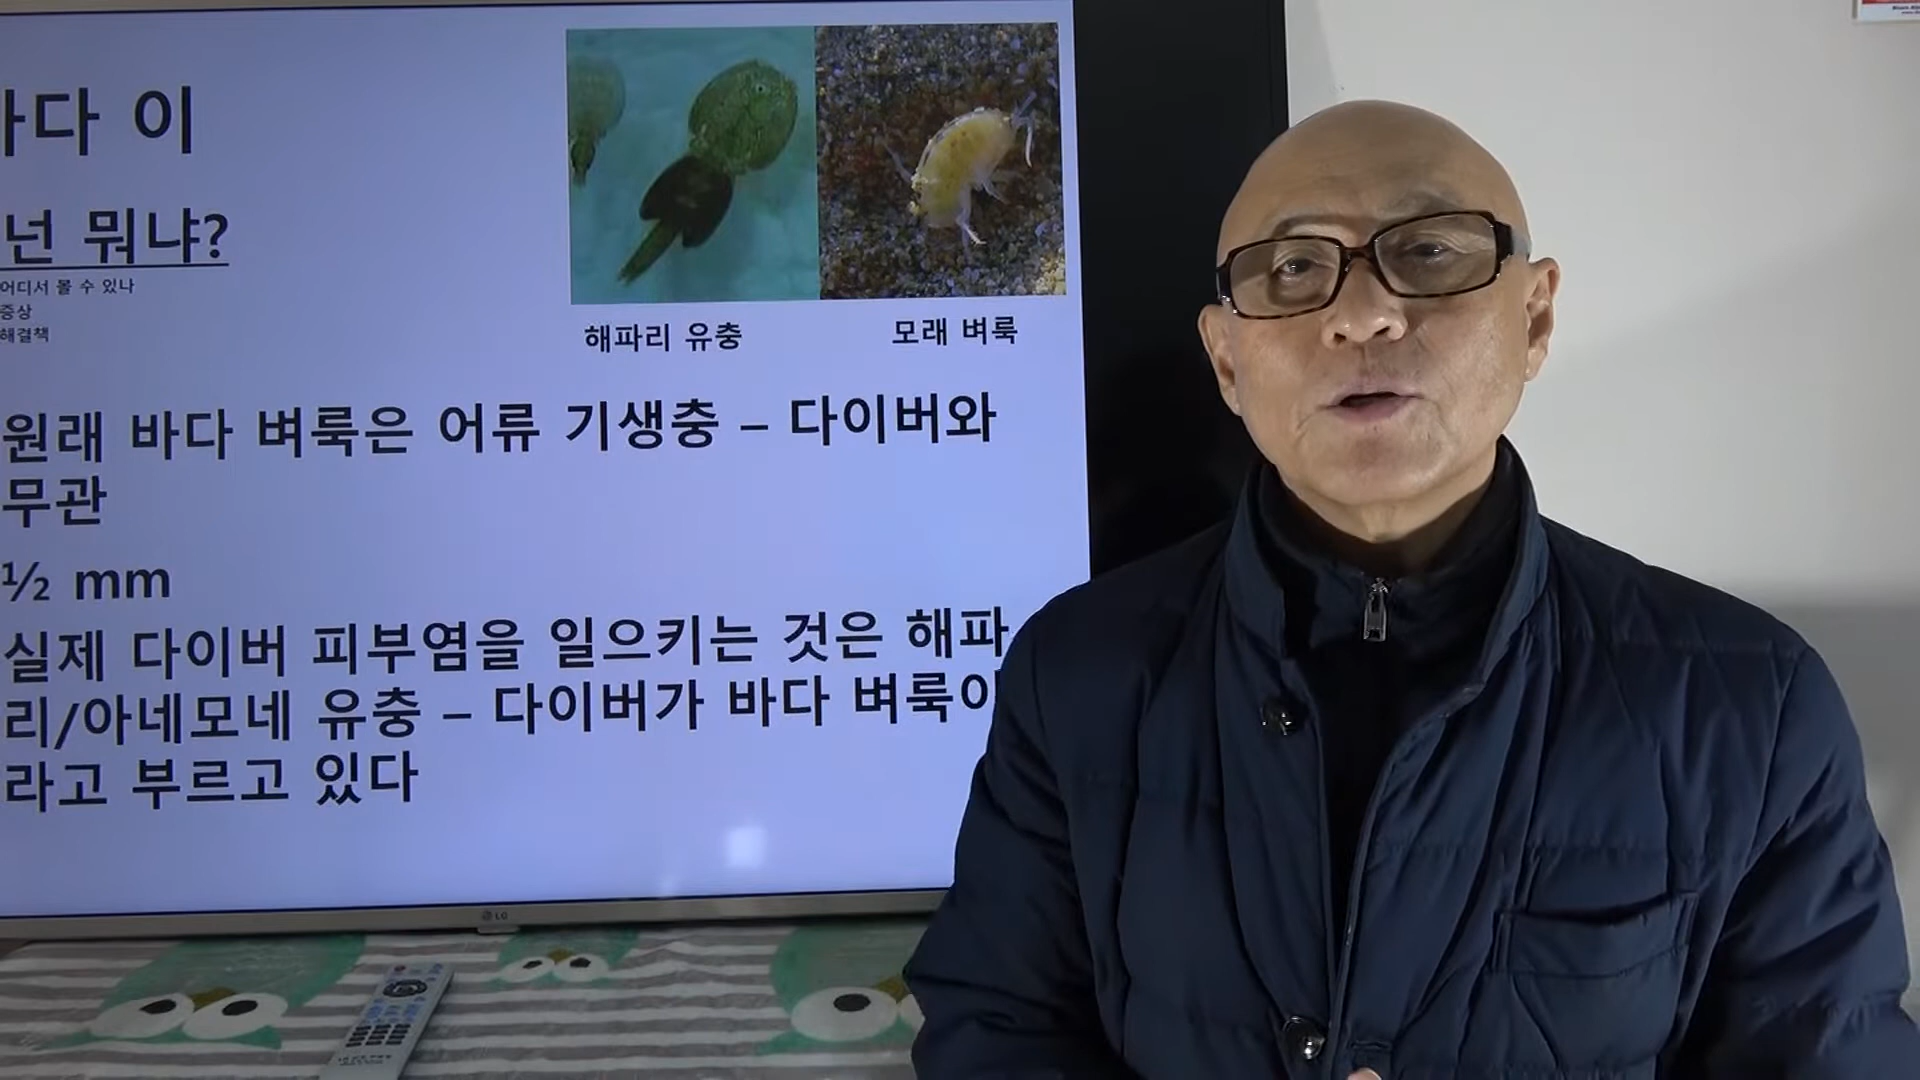 바다 이
넌 뭐냐?
어디서 볼 수 있나
증상
해결책
해파리 유충
모래 벼룩
원래 바다 벼룩은 어류 기생충 – 다이버와
무관
½ mm
실제 다이버 피부염을 일으키는 것은 해파
리/아네모네 유충 – 다이버가 바다 벼룩이
라고 부르고 있다
LG